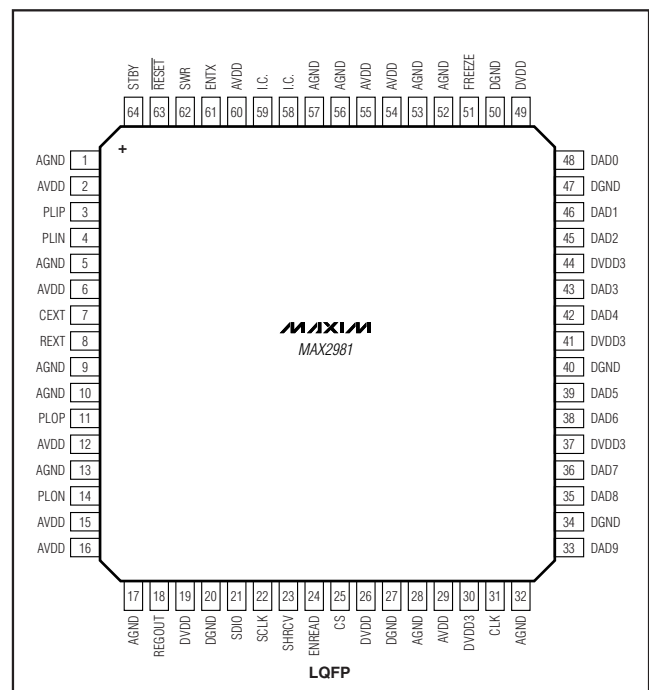 STBY
RESET
SWR
ENTX
AVDD
I.C.
I.C.
AGND
AGND
AVDD
AVDD
AGND
AGND
FREEZE
DGND
DVDD
64 63 62 61 60 59 58 57 56 55 54 53 52 51 50 49
+
AGND 1
AVDD 2
PLIP 3
PLIN 4
AGND 5
AVDD 6
CEXT 7
REXT 8
AGND 9
AGND 10
PLOP 11
AVDD 12
AGND 13
PLON 14
AVDD 15
AVDD 16
MAXIM
MAX2981
48 DAD0
47 DGND
46 DAD1
45 DAD2
44 DVDD3
43 DAD3
42 DAD4
41 DVDD3
40 DGND
39 DAD5
38 DAD6
37 DVDD3
36 DAD7
35 DAD8
34 DGND
33 DAD9
17 18 19 20 21 22 23 24 25 26 27 28 29 30 31 32
AGND
REGOUT
DVDD
DGND
SDIO
SCLK
SHRCV
ENREAD
CS
DVDD
DGND
AGND
AVDD
DVDD3
CLK
AGND
LQFP